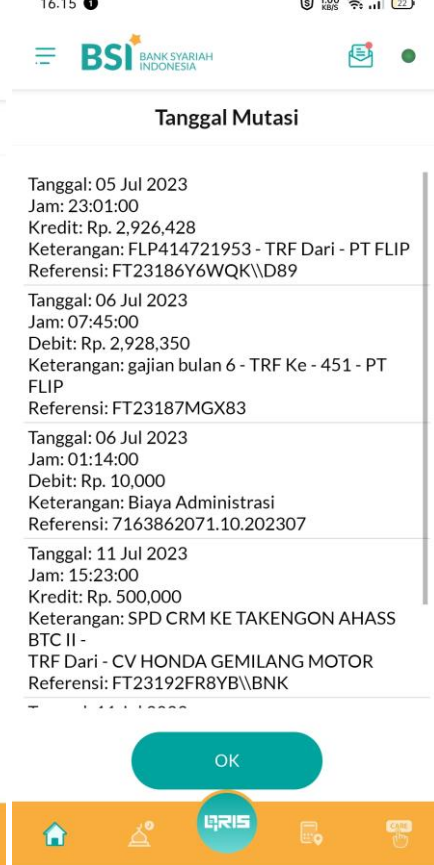 16.15 1
22
BSI BANK SYARIAH
INDONESIA
Tanggal Mutasi
Tanggal: 05 Jul 2023
Jam: 23:01:00
Kredit: Rp. 2,926,428
Keterangan: FLP414721953 - TRF Dari - PT FLIP
Referensi: FT23186Y6WQK\\D89
Tanggal: 06 Jul 2023
Jam: 07:45:00
Debit: Rp. 2,928,350
Keterangan: gajian bulan 6 - TRF Ke - 451 - PT
FLIP
Referensi: FT23187MGX83
Tanggal: 06 Jul 2023
Jam: 01:14:00
Debit: Rp. 10,000
Keterangan: Biaya Administrasi
Referensi: 7163862071.10.202307
Tanggal: 11 Jul 2023
Jam: 15:23:00
Kredit: Rp. 500,000
Keterangan: SPD CRM KE TAKENGON AHASS
BTC II -
TRF Dari - CV HONDA GEMILANG MOTOR
Referensi: FT23192FR8YB\\BNK
OK
QRIS
CARE